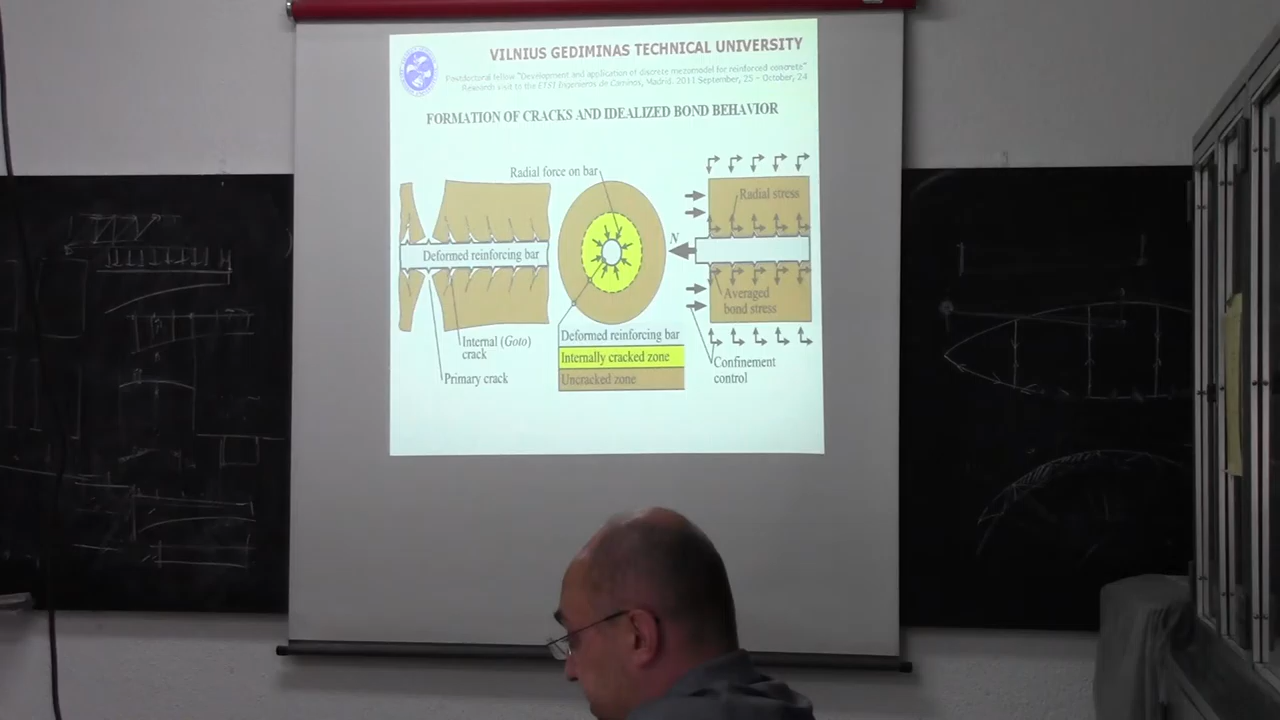 VILNIUS GEDIMINAS TECHNICAL UNIVERSITY
Postdoctoral fellow "Development and application of discrete mezomodel for reinforced concrete"
Research visit to the ETSI Ingenieros de Caminos, Madrid. 2011 September, 25 – October, 24
FORMATION OF CRACKS AND IDEALIZED BOND BEHAVIOR
Radial force on bar
Radial stress
N
Deformed reinforcing bar
Averaged
bond stress
Internal (Goto)
crack
Primary crack
Deformed reinforcing bar
Internally cracked zone
Uncracked zone
Confinement
control